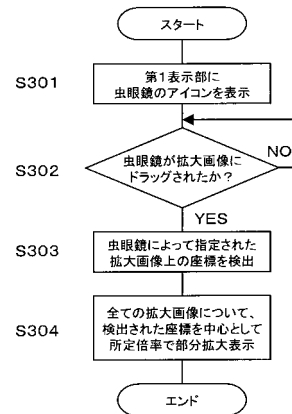 スタート
S301
第1表示部に
虫眼鏡のアイコンを表示
S302
虫眼鏡が拡大画像に
ドラッグされたか？
NO
YES
S303
虫眼鏡によって指定された
拡大画像上の座標を検出
S304
全ての拡大画像について、
検出された座標を中心として
所定倍率で部分拡大表示
エンド